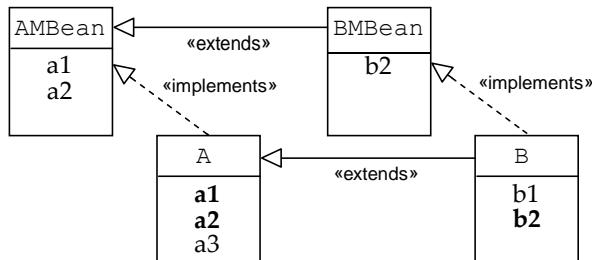 AMBean
a1
a2
«extends»
BMBean
b2
«implements»
«implements»
A
a1
a2
a3
«extends»
B
b1
b2